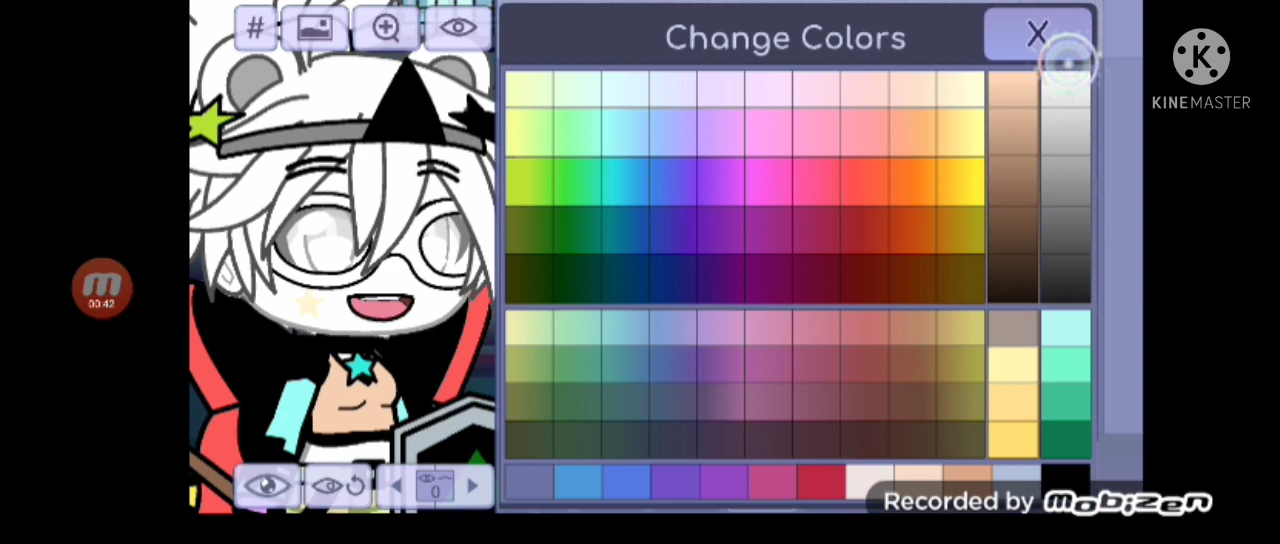 #
Change Colors
X
K
KINEMASTER
m
00:42
0
Recorded by mobizen